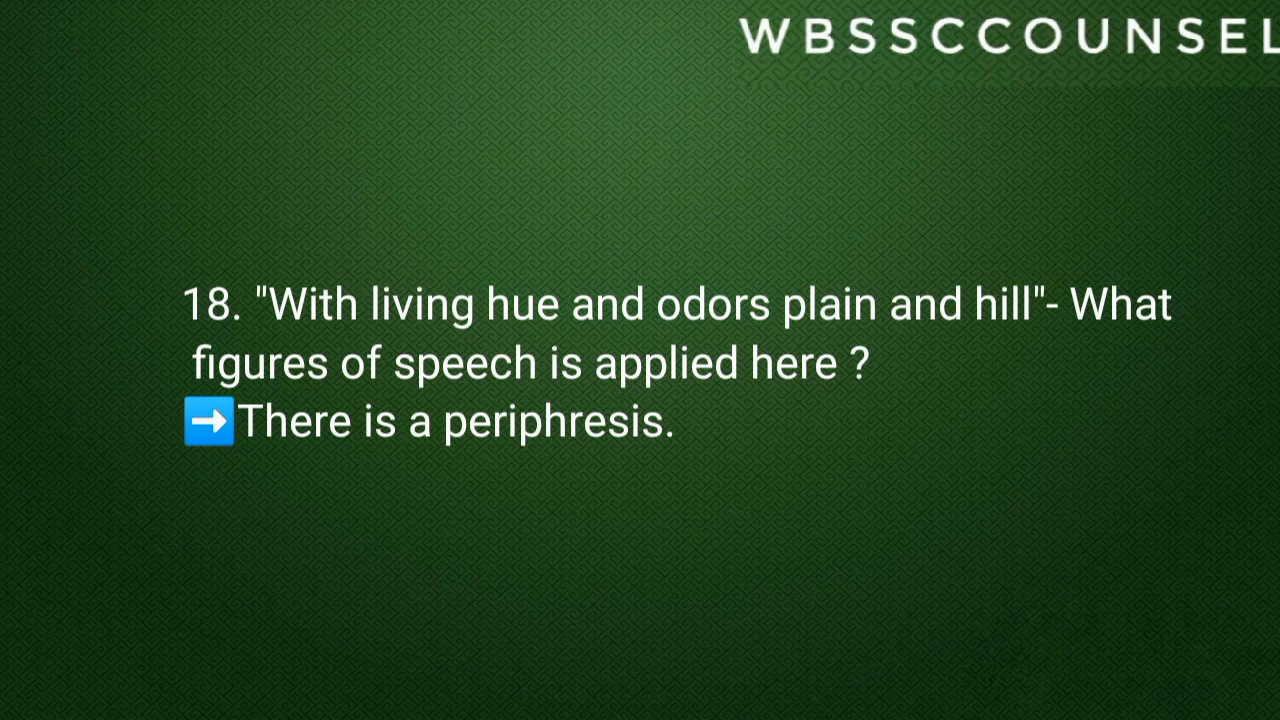 WBSSCCOUNSEL
18. "With living hue and odors plain and hill"- What
figures of speech is applied here ?
➡️There is a periphresis.